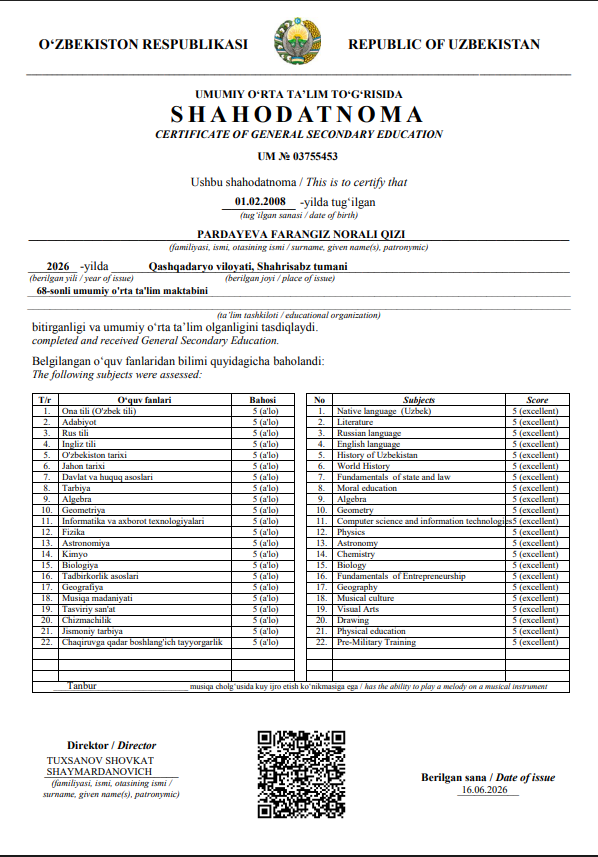 O‘ZBEKISTON RESPUBLIKASI REPUBLIC OF UZBEKISTAN
UMUMIY O‘RTA TA’LIM TO‘G‘RISIDA
SHAHODATNOMA
CERTIFICATE OF GENERAL SECONDARY EDUCATION
UM № 03755453
Ushbu shahodatnoma / This is to certify that
01.02.2008 -yilda tug‘ilgan
(tug‘ilgan sanasi / date of birth)
PARDAYEVA FARANGIZ NORALI QIZI
(familiyasi, ismi, otasining ismi / surname, given name(s), patronymic)
2026 -yilda Qashqadaryo viloyati, Shahrisabz tumani
(berilgan yili / year of issue) (berilgan joyi / place of issue)
68-sonli umumiy o'rta ta'lim maktabini
(ta’lim tashkiloti / educational organization)
bitirganligi va umumiy o‘rta ta’lim olganligini tasdiqlaydi.
completed and received General Secondary Education.
Belgilangan o‘quv fanlaridan bilimi quyidagicha baholandi:
The following subjects were assessed:
T/r O‘quv fanlari Bahosi No Subjects Score
1. Ona tili (O'zbek tili) 5 (a'lo) 1. Native language (Uzbek) 5 (excellent)
2. Adabiyot 5 (a'lo) 2. Literature 5 (excellent)
3. Rus tili 5 (a'lo) 3. Russian language 5 (excellent)
4. Ingliz tili 5 (a'lo) 4. English language 5 (excellent)
5. O'zbekiston tarixi 5 (a'lo) 5. History of Uzbekistan 5 (excellent)
6. Jahon tarixi 5 (a'lo) 6. World History 5 (excellent)
7. Davlat va huquq asoslari 5 (a'lo) 7. Fundamentals of state and law 5 (excellent)
8. Tarbiya 5 (a'lo) 8. Moral education 5 (excellent)
9. Algebra 5 (a'lo) 9. Algebra 5 (excellent)
10. Geometriya 5 (a'lo) 10. Geometry 5 (excellent)
11. Informatika va axborot texnologiyalari 5 (a'lo) 11. Computer science and information technologies 5 (excellent)
12. Fizika 5 (a'lo) 12. Physics 5 (excellent)
13. Astronomiya 5 (a'lo) 13. Astronomy 5 (excellent)
14. Kimyo 5 (a'lo) 14. Chemistry 5 (excellent)
15. Biologiya 5 (a'lo) 15. Biology 5 (excellent)
16. Tadbirkorlik asoslari 5 (a'lo) 16. Fundamentals of Entrepreneurship 5 (excellent)
17. Geografiya 5 (a'lo) 17. Geography 5 (excellent)
18. Musiqa madaniyati 5 (a'lo) 18. Musical culture 5 (excellent)
19. Tasviriy san'at 5 (a'lo) 19. Visual Arts 5 (excellent)
20. Chizmachilik 5 (a'lo) 20. Drawing 5 (excellent)
21. Jismoniy tarbiya 5 (a'lo) 21. Physical education 5 (excellent)
22. Chaqiruvga qadar boshlang'ich tayyorgarlik 5 (a'lo) 22. Pre-Military Training 5 (excellent)
Tanbur musiqa cholg‘usida kuy ijro etish ko‘nikmasiga ega / has the ability to play a melody on a musical instrument
Direktor / Director
TUXSANOV SHOVKAT
SHAYMARDANOVICH
(familiyasi, ismi, otasining ismi /
surname, given name(s), patronymic)
Berilgan sana / Date of issue
16.06.2026